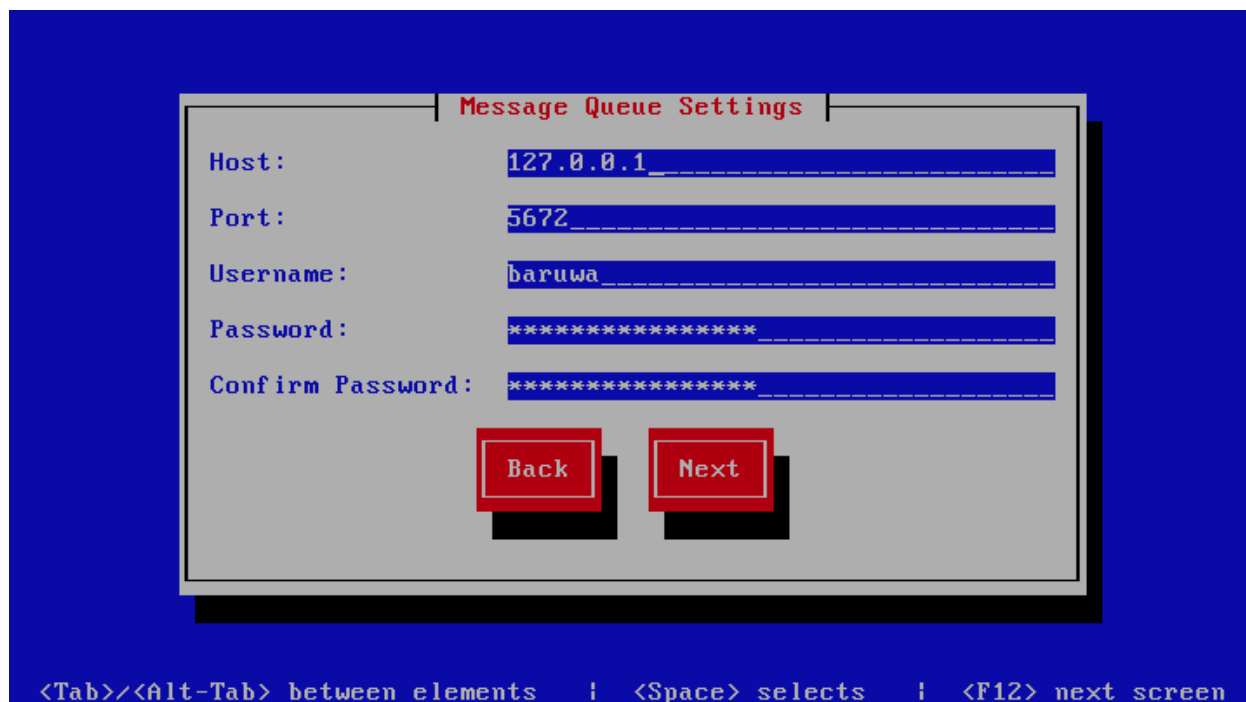 Message Queue Settings
Host: 127.0.0.1_
Port: 5672
Username: baruwa
Password: ****************
Confirm Password: ****************
Back Next
<Tab>/<Alt-Tab> between elements | <Space> selects | <F12> next screen